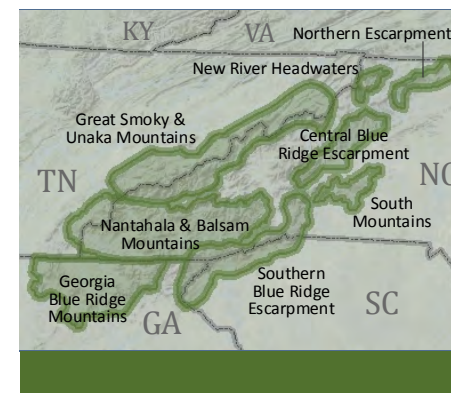 KY
VA
Northern Escarpment
New River Headwaters
Great Smoky &
Unaka Mountains
Central Blue
Ridge Escarpment
TN
NC
South
Mountains
Nantahala & Balsam
Mountains
Georgia
Blue Ridge
Mountains
Southern
Blue Ridge
Escarpment
SC
GA